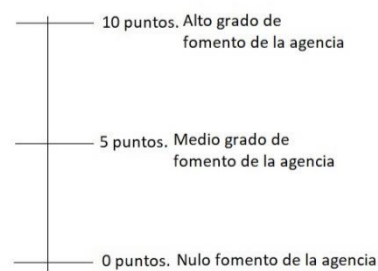 10 puntos. Alto grado de
fomento de la agencia
5 puntos. Medio grado de
fomento de la agencia
0 puntos. Nulo fomento de la agencia